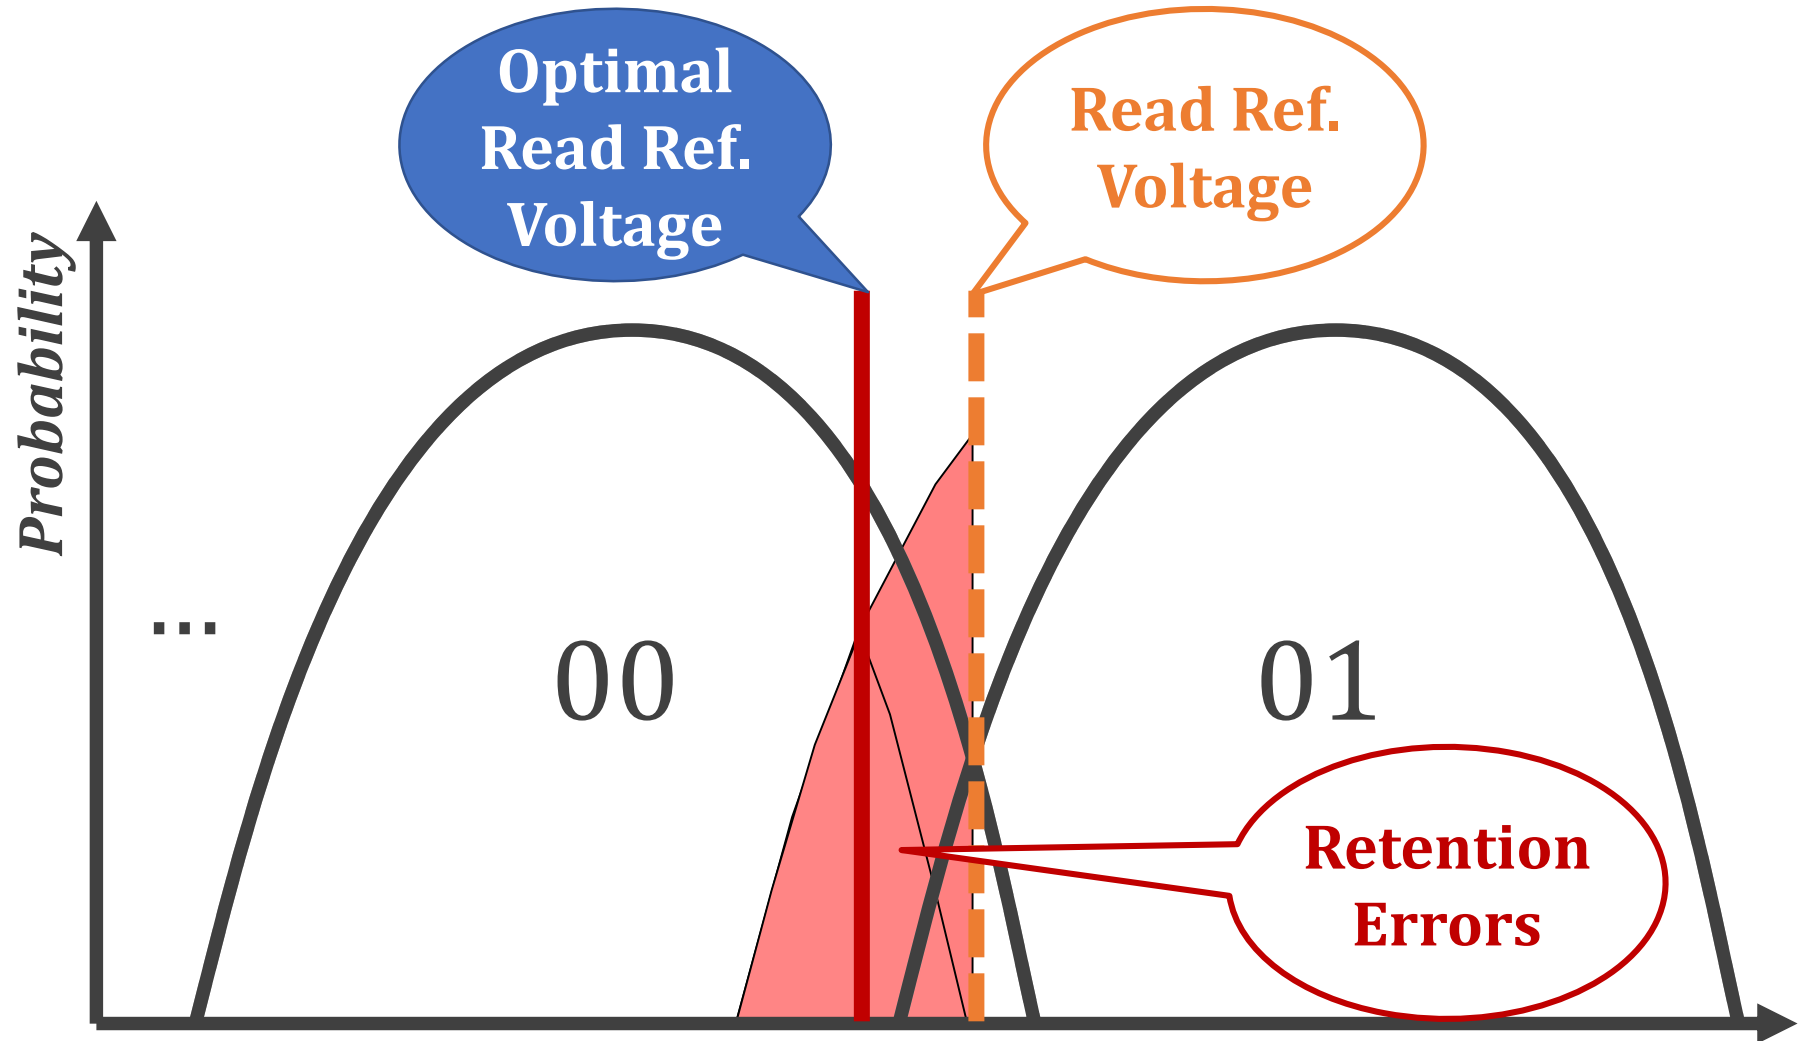 Optimal
Read Ref.
Voltage
Read Ref.
Voltage
Probability
...
00
01
Retention
Errors